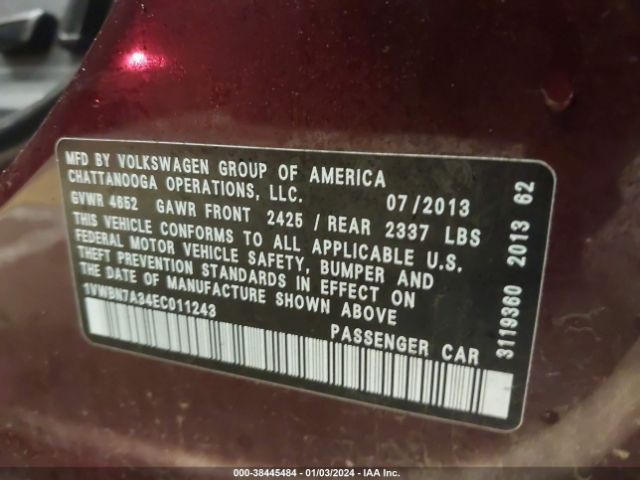 MFD BY VOLKSWAGEN GROUP OF AMERICA
CHATTANOOGA OPERATIONS, LLC.
07/2013
GVWR 4652 GAWR FRONT 2425 / REAR 2337 LBS
THIS VEHICLE CONFORMS TO ALL APPLICABLE U.S.
FEDERAL MOTOR VEHICLE SAFETY, BUMPER AND
THEFT PREVENTION STANDARDS IN EFFECT ON
THE DATE OF MANUFACTURE SHOWN ABOVE
1VWBN7A34EC011243
PASSENGER CAR
3119360 2013 62
000-38445484 - 01/03/2024 - IAA Inc.